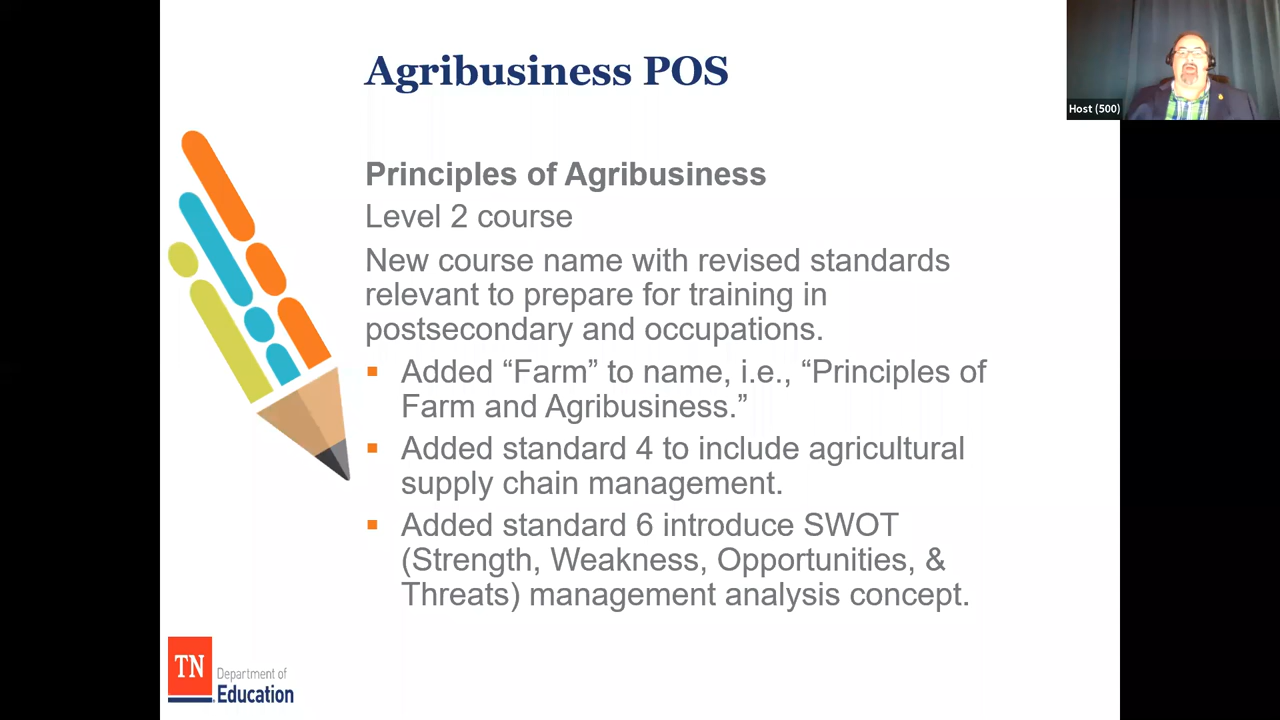 Agribusiness POS
Host (500)
Principles of Agribusiness
Level 2 course
New course name with revised standards
relevant to prepare for training in
postsecondary and occupations.
Added “Farm” to name, i.e., “Principles of
Farm and Agribusiness.”
Added standard 4 to include agricultural
supply chain management.
Added standard 6 introduce SWOT
(Strength, Weakness, Opportunities, &
Threats) management analysis concept.
TN
Department of
Education